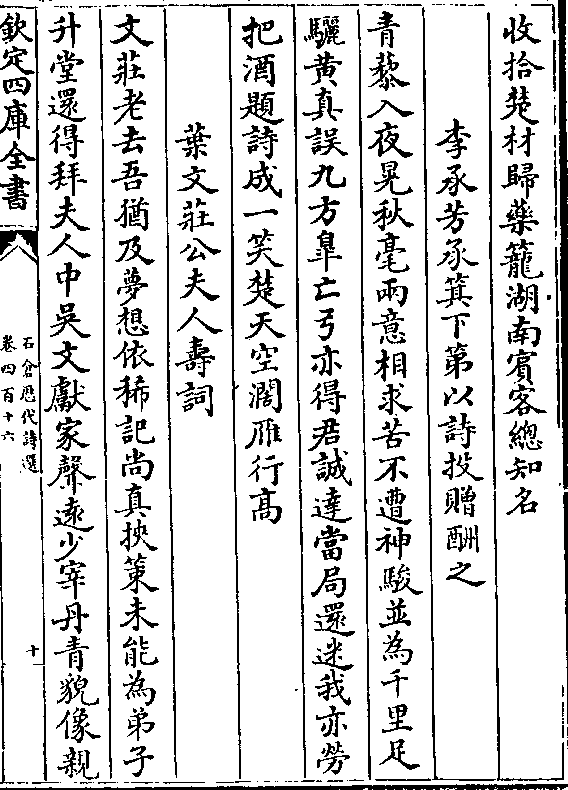 收拾楚材歸藥籠湖南賓客總知名
李承芳承箕下第以詩投贈酬之
青藜入夜晃秋毫兩意相求苦不遭神駿並為千里足
驪黃真誤九方臯亡弓亦得君誠達當局還迷我亦勞
把酒題詩成一笑楚天空濶雁行高
葉文莊公夫人壽詞
文莊老去吾猶及夢想依稀記尚真挾策未能為弟子
升堂還得拜夫人中吳文獻家聲遠少宰丹青貌像親
欽定四庫全書
石倉歷代詩選
卷四百十六
十